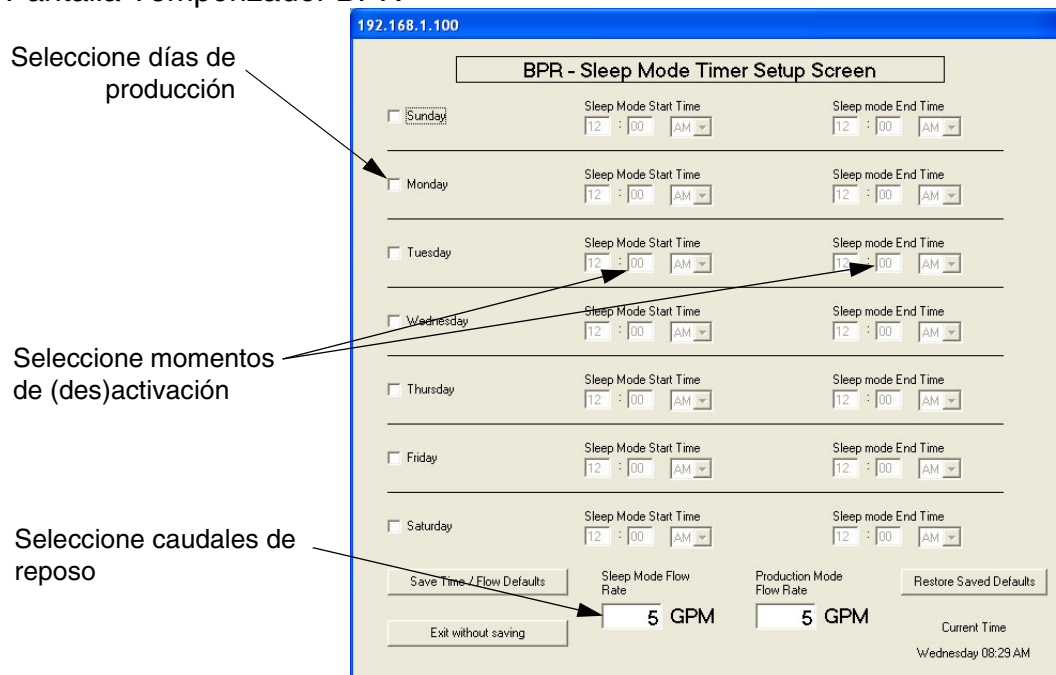 Pantalla Temporizador BPR
192.168.1.100
BPR - Sleep Mode Timer Setup Screen
Seleccione días de
producción
Sunday
Sleep Mode Start Time
12 : 00 AM
Sleep mode End Time
12 : 00 AM
Monday
Sleep Mode Start Time
12 : 00 AM
Sleep mode End Time
12 : 00 AM
Tuesday
Sleep Mode Start Time
12 : 00 AM
Sleep mode End Time
12 : 00 AM
Seleccione momentos
de (des)activación
Wednesday
Sleep Mode Start Time
12 : 00 AM
Sleep mode End Time
12 : 00 AM
Thursday
Sleep Mode Start Time
12 : 00 AM
Sleep mode End Time
12 : 00 AM
Friday
Sleep Mode Start Time
12 : 00 AM
Sleep mode End Time
12 : 00 AM
Saturday
Sleep Mode Start Time
12 : 00 AM
Sleep mode End Time
12 : 00 AM
Seleccione caudales de
reposo
Save Time / Flow Defaults
Exit without saving
Sleep Mode Flow
Rate
5 GPM
Production Mode
Flow Rate
5 GPM
Restore Saved Defaults
Current Time
Wednesday 08:29 AM